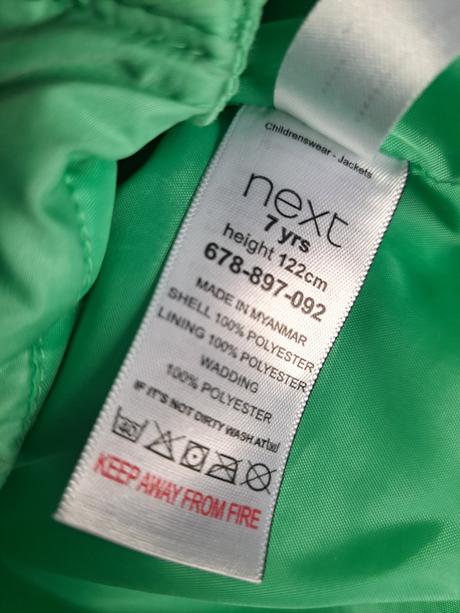 Childrenswear - Jackets
next
7 yrs
height 122cm
678-897-092
MADE IN MYANMAR
SHELL 100% POLYESTER
LINING 100% POLYESTER
WADDING
100% POLYESTER
IF IT'S NOT DIRTY WASH AT
40
KEEP AWAY FROM FIRE